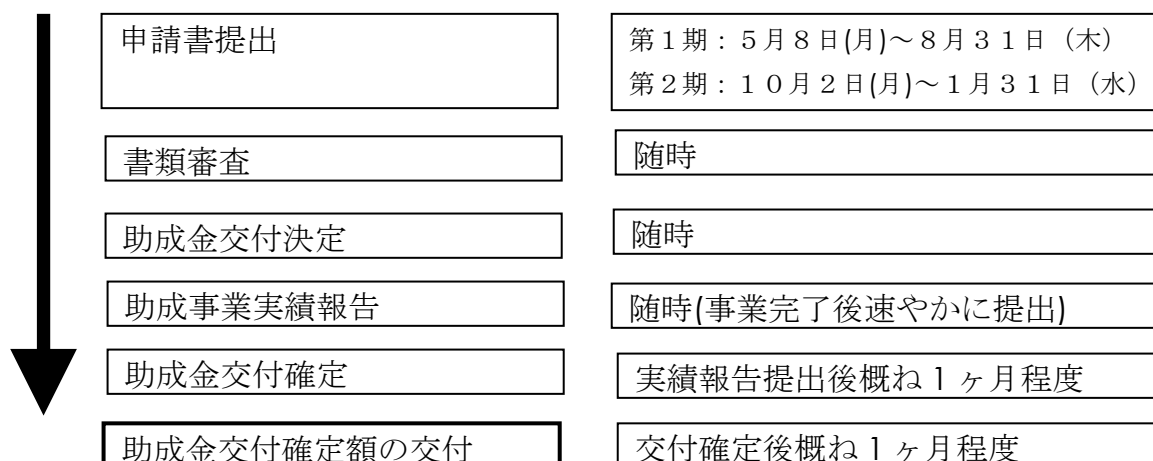 申請書提出
第１期：５月８日(月)～８月３１日（木）
第２期：１０月２日(月)～１月３１日（水）
書類審査
随時
助成金交付決定
随時
助成事業実績報告
随時(事業完了後速やかに提出)
助成金交付確定
実績報告提出後概ね１ヶ月程度
助成金交付確定額の交付
交付確定後概ね１ヶ月程度